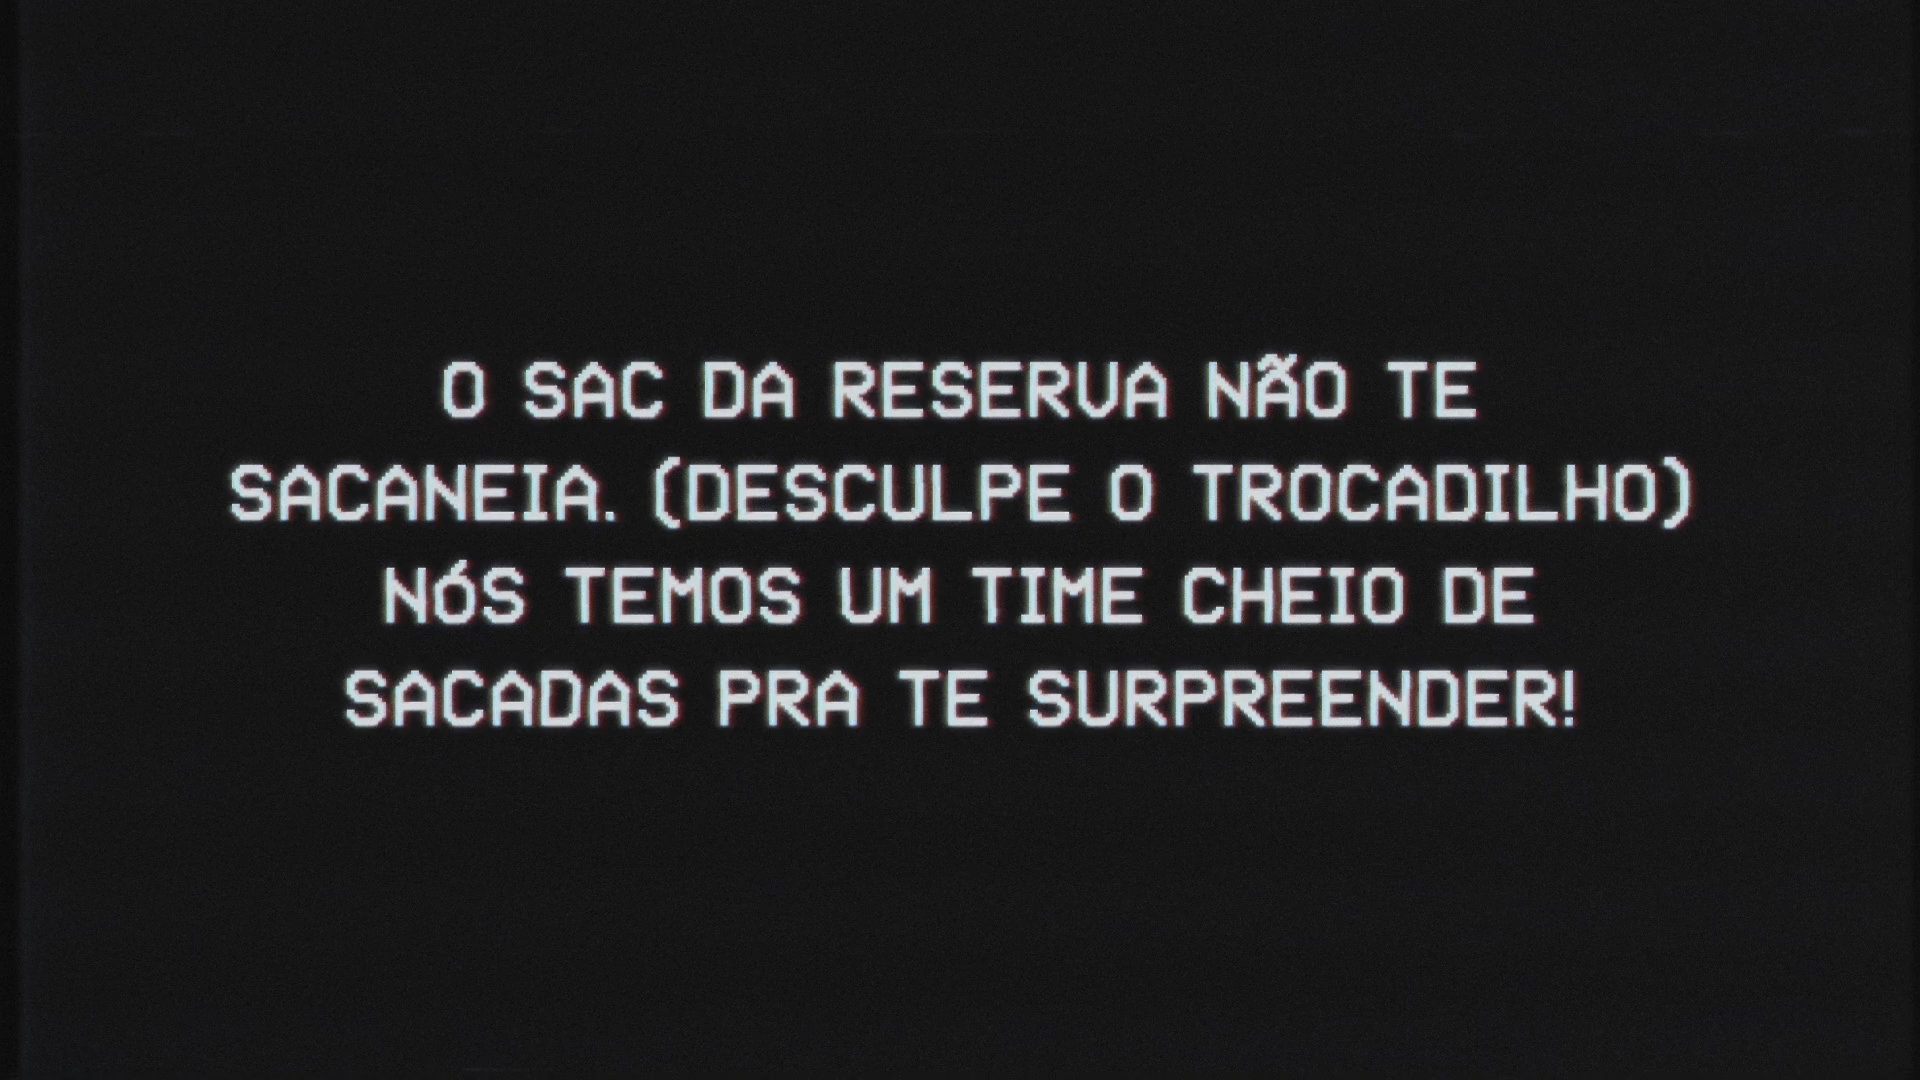 O SAC DA RESERVA NÃO TE
SACANEIA. (DESCULPE O TROCADILHO)
NÓS TEMOS UM TIME CHEIO DE
SACADAS PRA TE SURPREENDER!